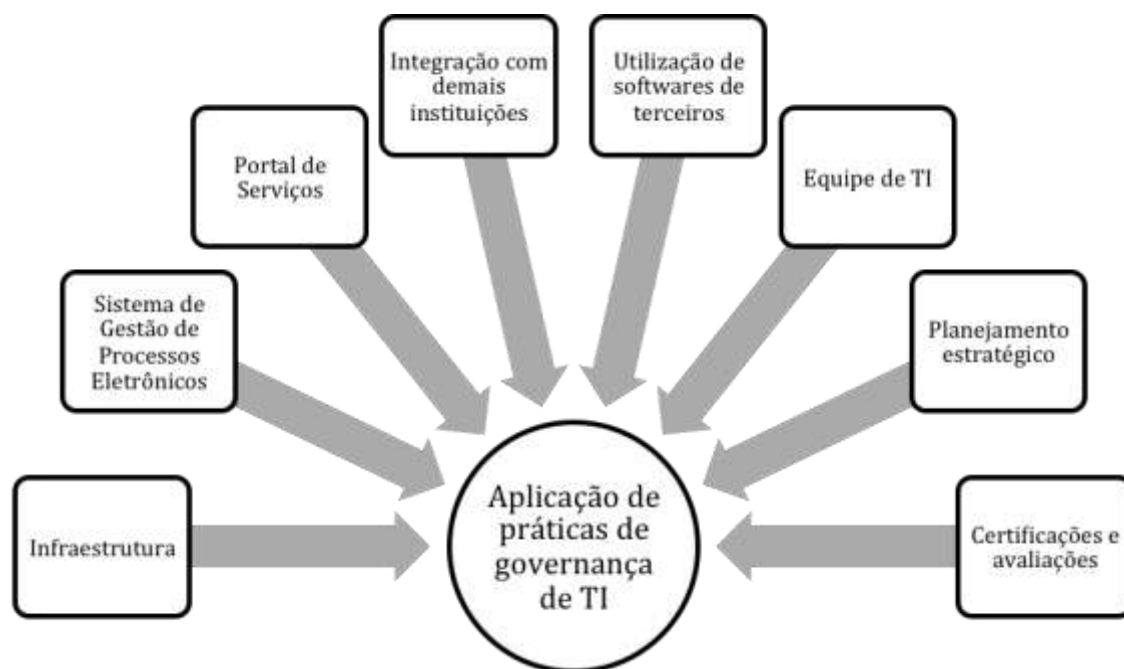 Integração com
demais
instituições
Utilização de
softwares de
terceiros
Portal de
Serviços
Equipe de TI
Sistema de
Gestão de
Processos
Eletrônicos
Planejamento
estratégico
Infraestrutura
Aplicação de
práticas de
governança
de TI
Certificações e
avaliações